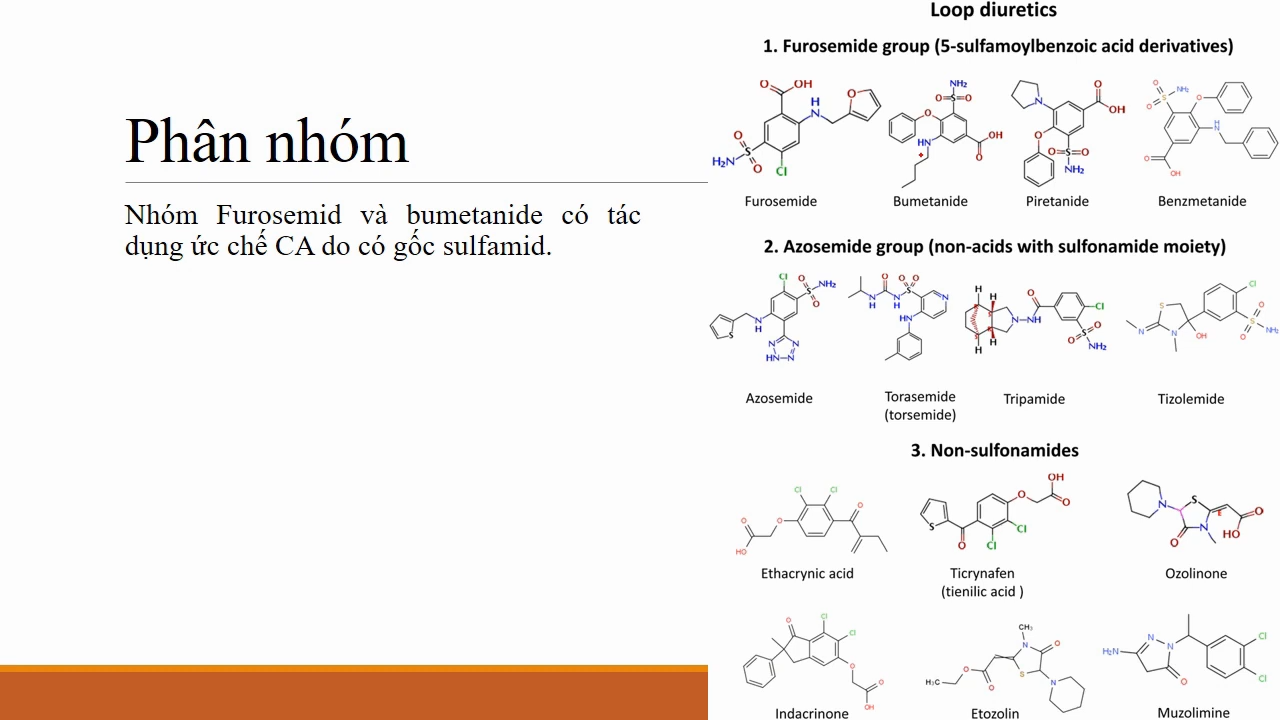 Phân nhóm
Nhóm Furosemid và bumetanide có tác
dụng ức chế CA do có gốc sulfamid.
Loop diuretics
1. Furosemide group (5-sulfamoylbenzoic acid derivatives)
Furosemide
Bumetanide
Piretanide
Benzmetanide
2. Azosemide group (non-acids with sulfonamide moiety)
Azosemide
Torasemide
(torsemide)
Tripamide
Tizolemide
3. Non-sulfonamides
Ethacrynic acid
Ticrynafen
(tienilic acid )
Ozolinone
Indacrinone
Etozolin
Muzolimine